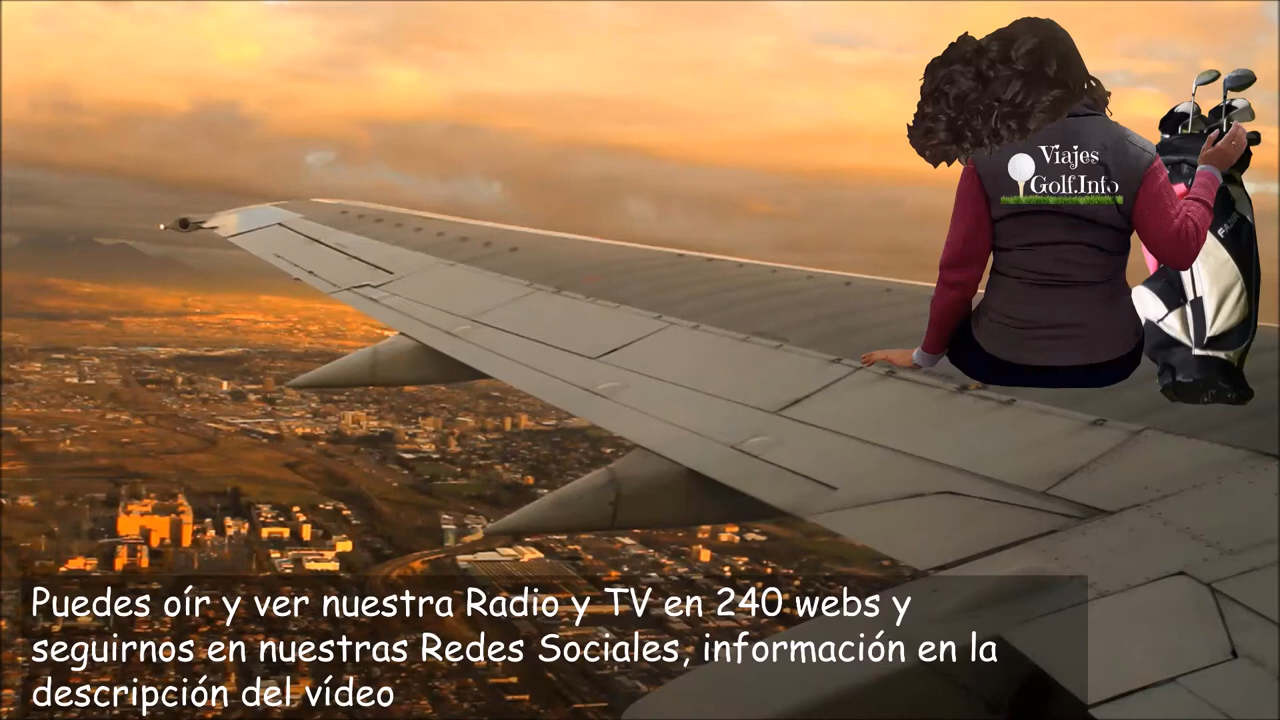 Viajes
Golf.Info
Puedes oír y ver nuestra Radio y TV en 240 webs y
seguirnos en nuestras Redes Sociales, información en la
descripción del vídeo